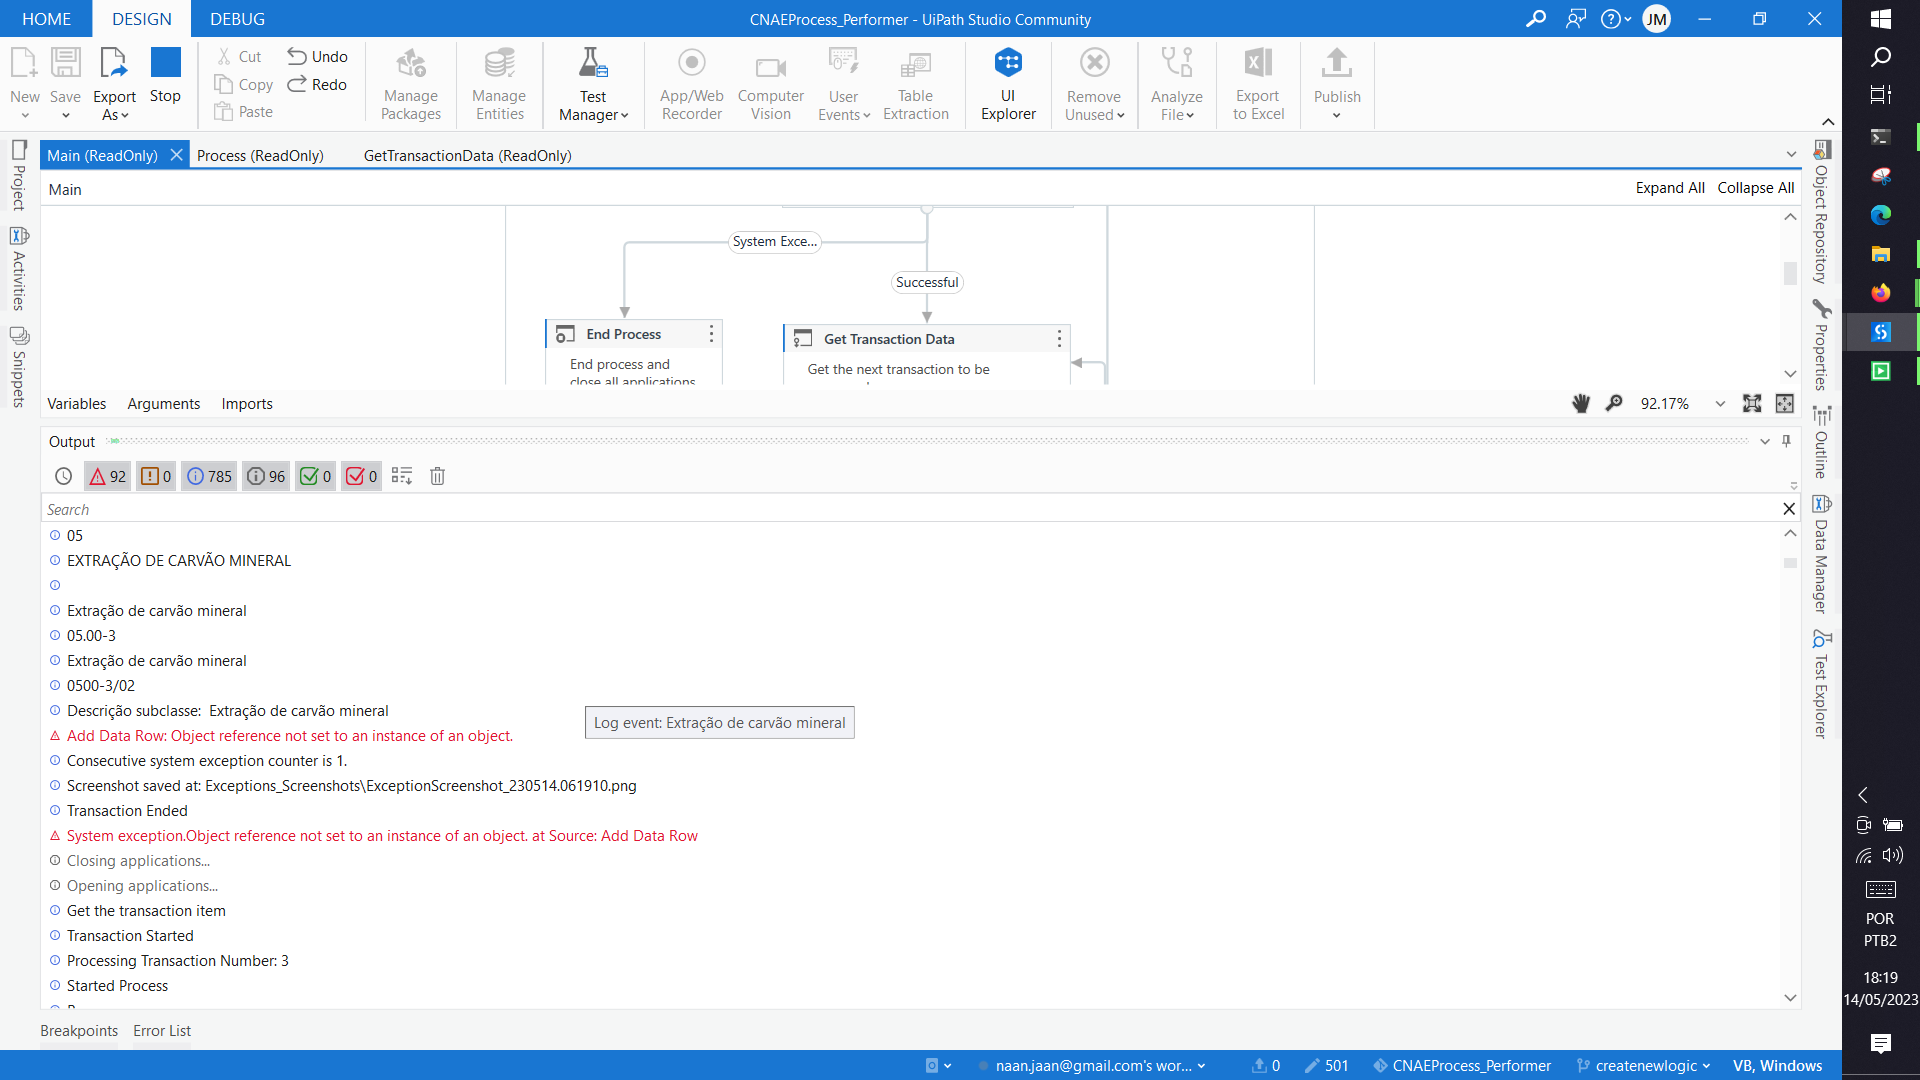 HOME
DESIGN
DEBUG
CNAEProcess_Performer - UiPath Studio Community
JM
New
Save
Export As
Stop
Cut
Copy
Paste
Undo
Redo
Manage Packages
Manage Entities
Test Manager
App/Web Recorder
Computer Vision
User Events
Table Extraction
UI Explorer
Remove Unused
Analyze File
Export to Excel
Publish
Main (ReadOnly)
Process (ReadOnly)
GetTransactionData (ReadOnly)
Main
Expand All
Collapse All
Project
Activities
Snippets
System Exce...
Successful
End Process
End process and
close all applications
Get Transaction Data
Get the next transaction to be
Variables
Arguments
Imports
92.17%
Output
92
0
785
96
0
0
Search
05
EXTRAÇÃO DE CARVÃO MINERAL
Extração de carvão mineral
05.00-3
Extração de carvão mineral
0500-3/02
Descrição subclasse:  Extração de carvão mineral
Log event: Extração de carvão mineral
Add Data Row: Object reference not set to an instance of an object.
Consecutive system exception counter is 1.
Screenshot saved at: Exceptions_Screenshots\ExceptionScreenshot_230514.061910.png
Transaction Ended
System exception.Object reference not set to an instance of an object. at Source: Add Data Row
Closing applications...
Opening applications...
Get the transaction item
Transaction Started
Processing Transaction Number: 3
Started Process
Breakpoints
Error List
Object Repository
Properties
Outline
Data Manager
Test Explorer
naan.jaan@gmail.com's wor...
0
501
CNAEProcess_Performer
createnewlogic
VB, Windows
POR
PTB2
18:19
14/05/2023